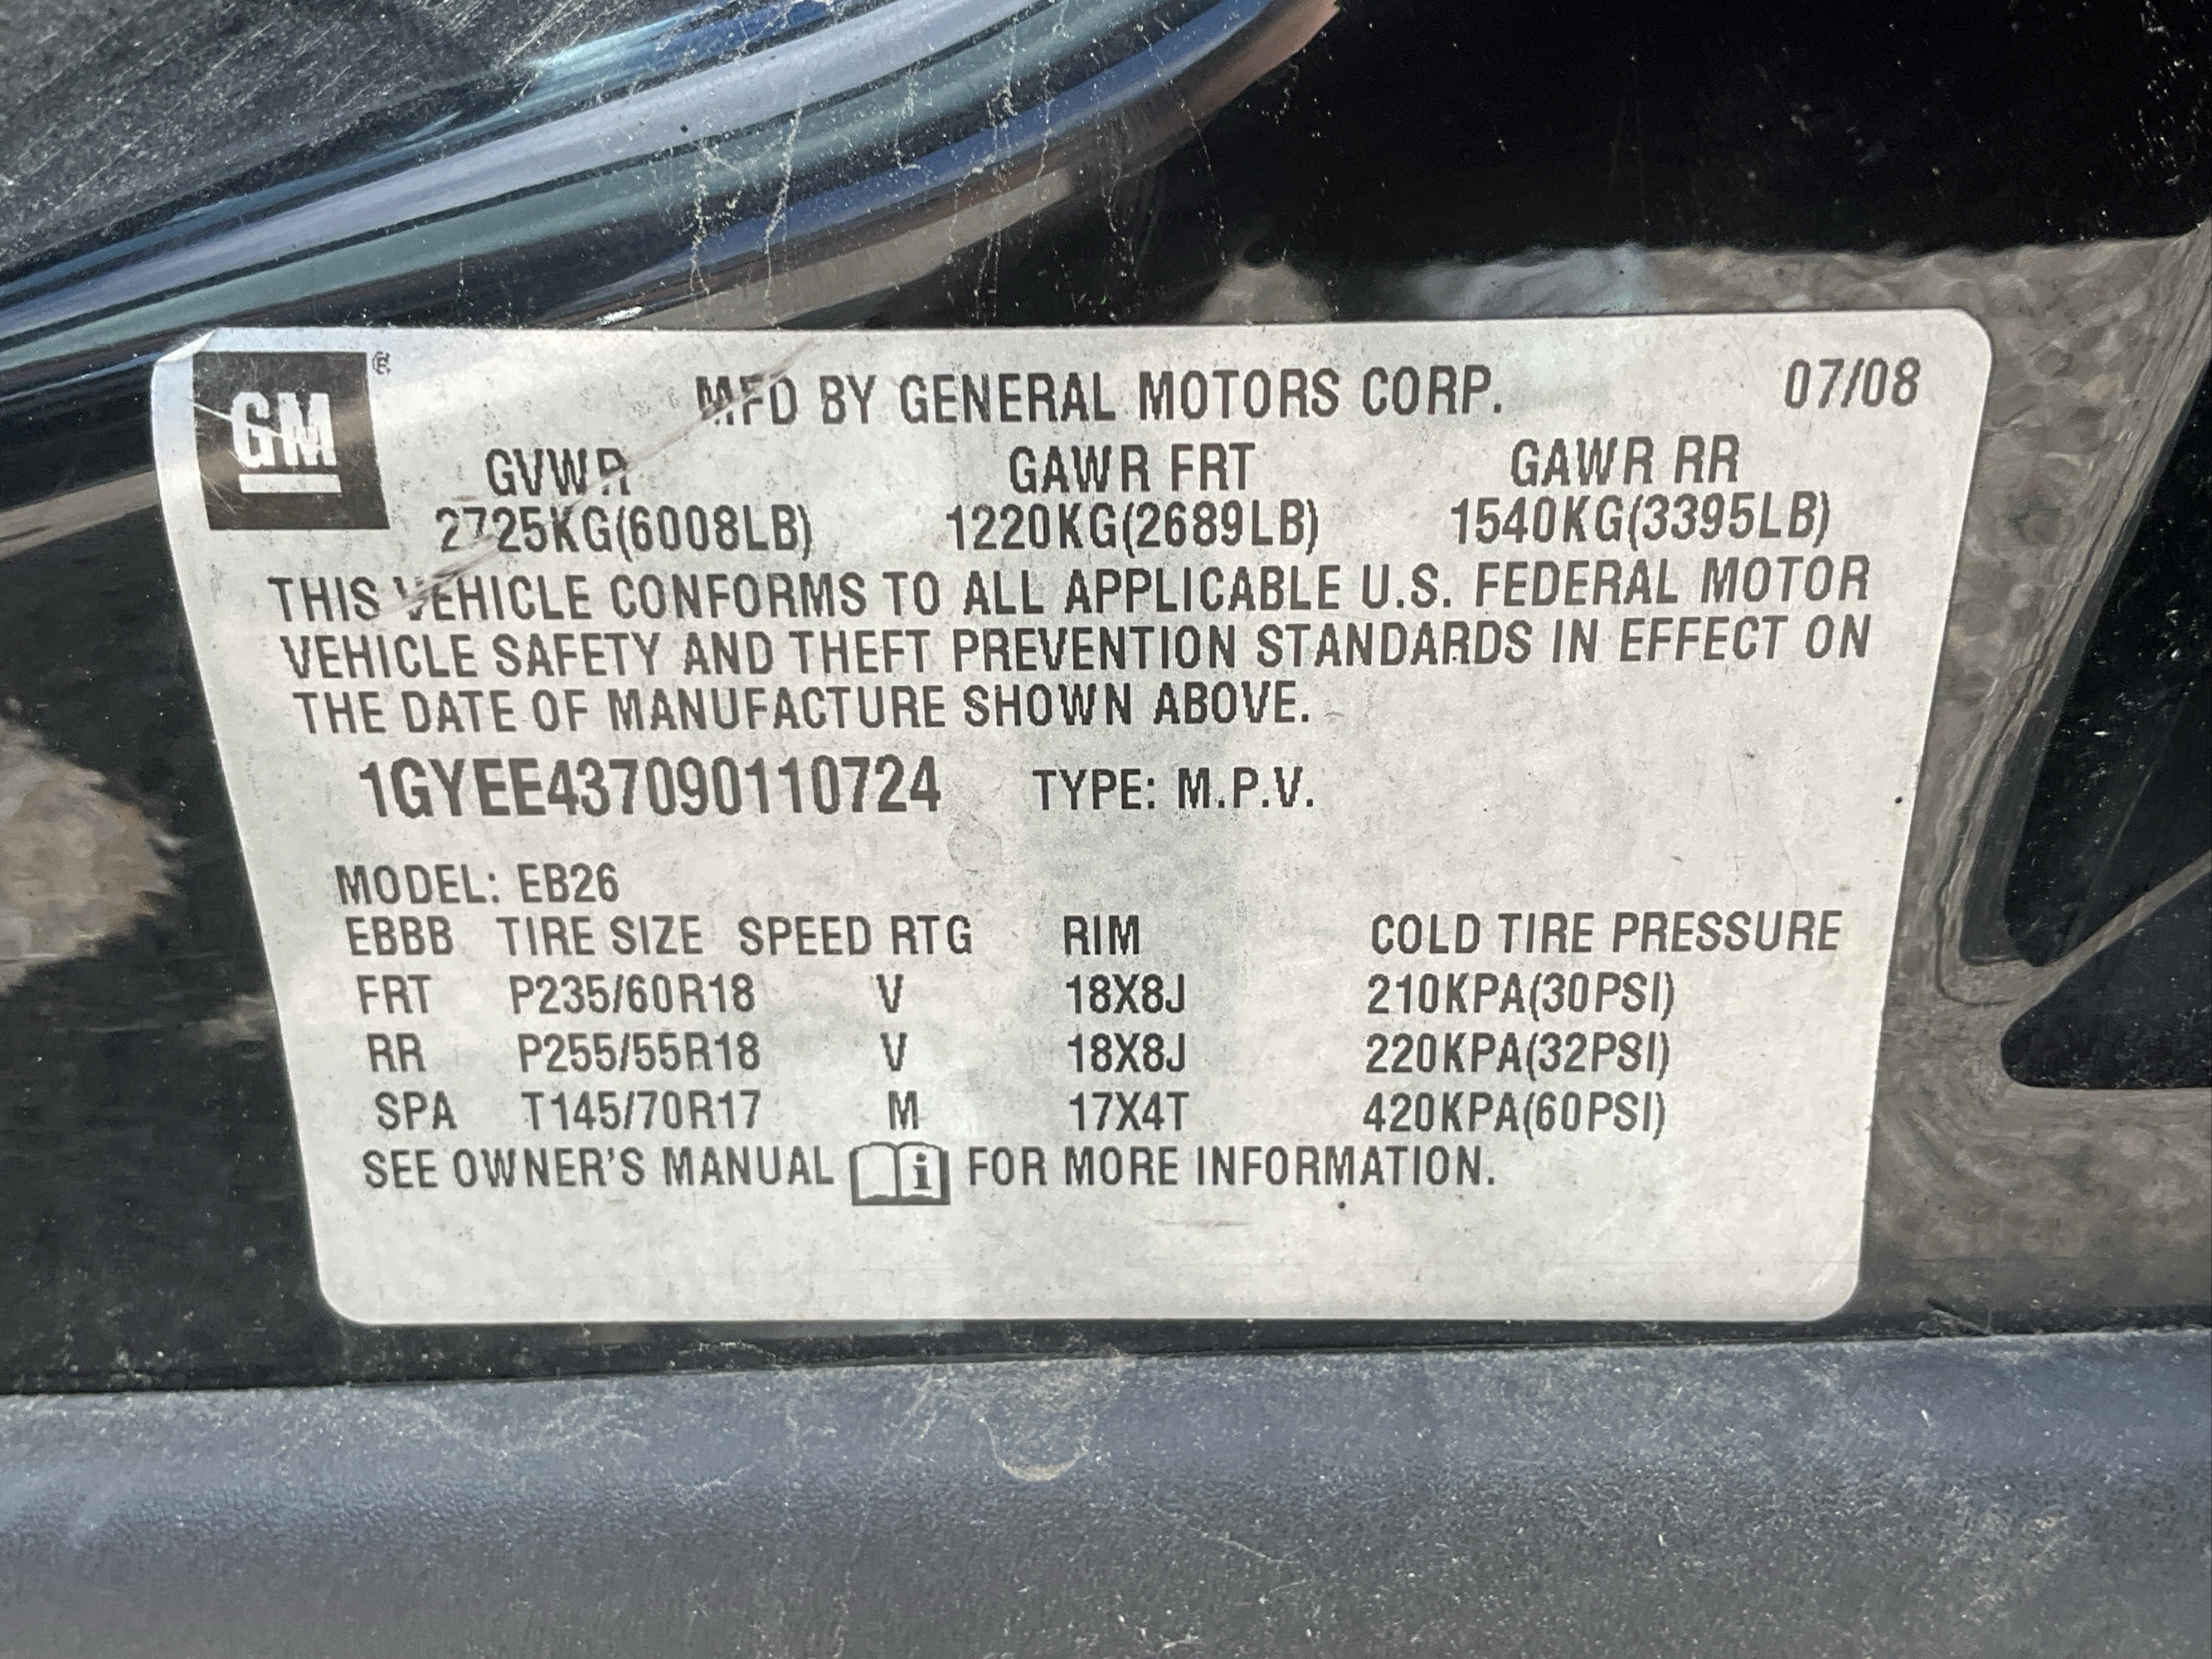 GM ®
MFD BY GENERAL MOTORS CORP. 07/08
GVWR GAWR FRT GAWR RR
2725KG(6008LB) 1220KG(2689LB) 1540KG(3395LB)
THIS VEHICLE CONFORMS TO ALL APPLICABLE U.S. FEDERAL MOTOR
VEHICLE SAFETY AND THEFT PREVENTION STANDARDS IN EFFECT ON
THE DATE OF MANUFACTURE SHOWN ABOVE.
1GYEE437090110724 TYPE: M.P.V.
MODEL: EB26
EBBB TIRE SIZE SPEED RTG RIM COLD TIRE PRESSURE
FRT P235/60R18 V 18X8J 210KPA(30PSI)
RR P255/55R18 V 18X8J 220KPA(32PSI)
SPA T145/70R17 M 17X4T 420KPA(60PSI)
SEE OWNER'S MANUAL i FOR MORE INFORMATION.